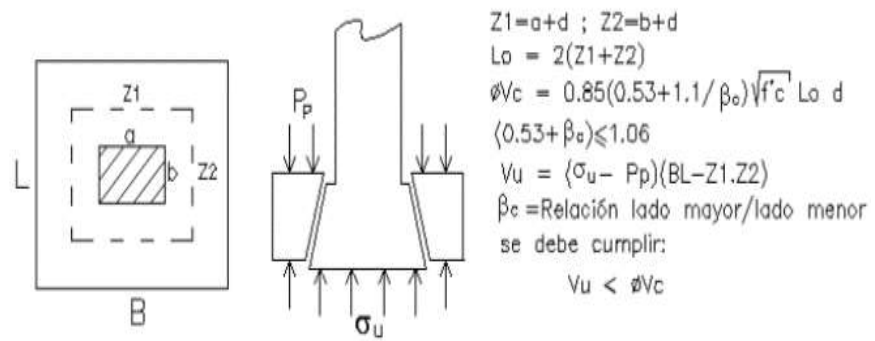 Z1
a
b
Z2
L
B
Pp
σu
Z1=a+d ; Z2=b+d
Lo = 2(Z1+Z2)
øVc = 0.85(0.53+1.1/βc)√f'c Lo d
(0.53+βc)⩽1.06
Vu = (σu− Pp)(BL−Z1.Z2)
βc =Relación lado mayor/lado menor
se debe cumplir:
Vu < øVc